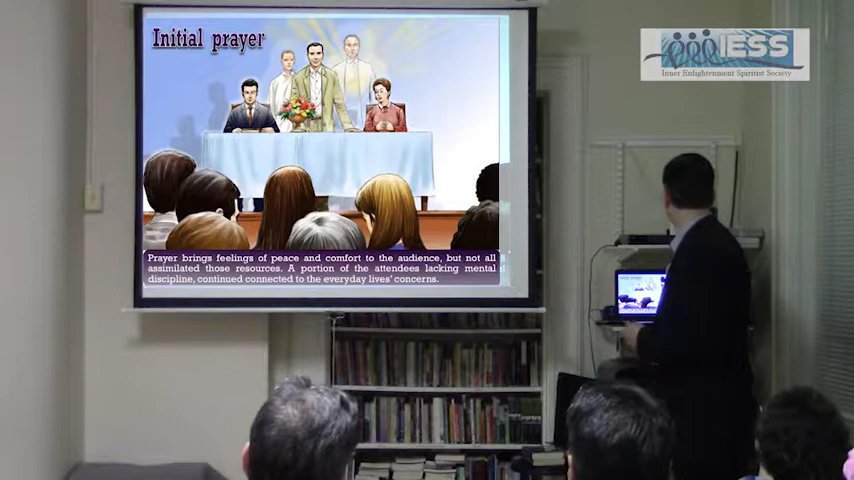 Initial prayer
IESS
Inner Enlightenment Spiritist Society
Prayer brings feelings of peace and comfort to the audience, but not all
assimilated those resources. A portion of the attendees lacking mental
discipline, continued connected to the everyday lives' concerns.